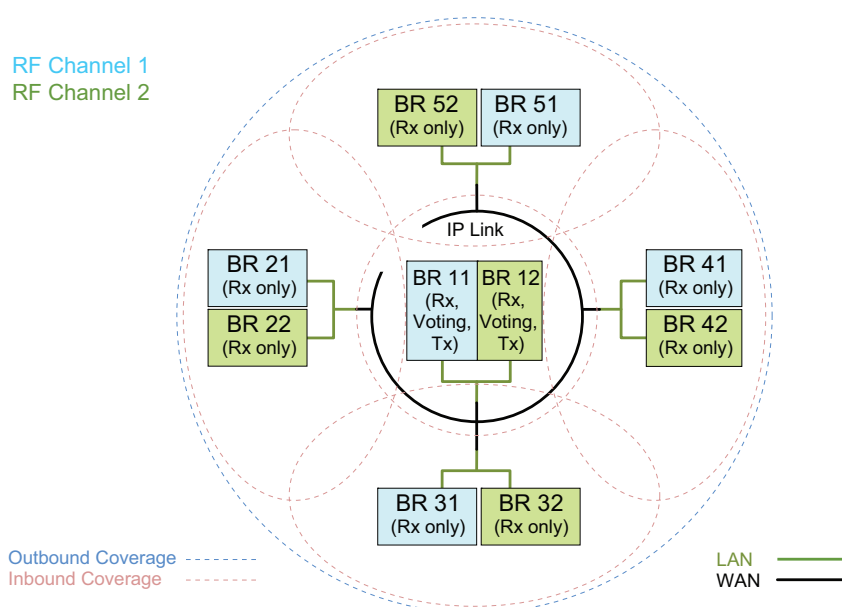 RF Channel 1
RF Channel 2
BR 52
(Rx only)
BR 51
(Rx only)
IP Link
BR 21
(Rx only)
BR 22
(Rx only)
BR 11
(Rx,
Voting,
Tx)
BR 12
(Rx,
Voting,
Tx)
BR 41
(Rx only)
BR 42
(Rx only)
BR 31
(Rx only)
BR 32
(Rx only)
Outbound Coverage
Inbound Coverage
LAN
WAN